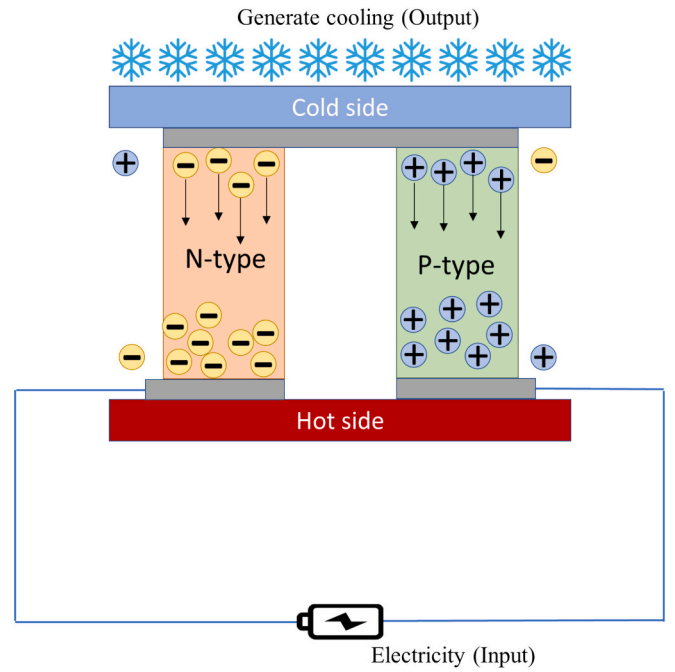 Generate cooling (Output)
Cold side
N-type
P-type
Hot side
Electricity (Input)